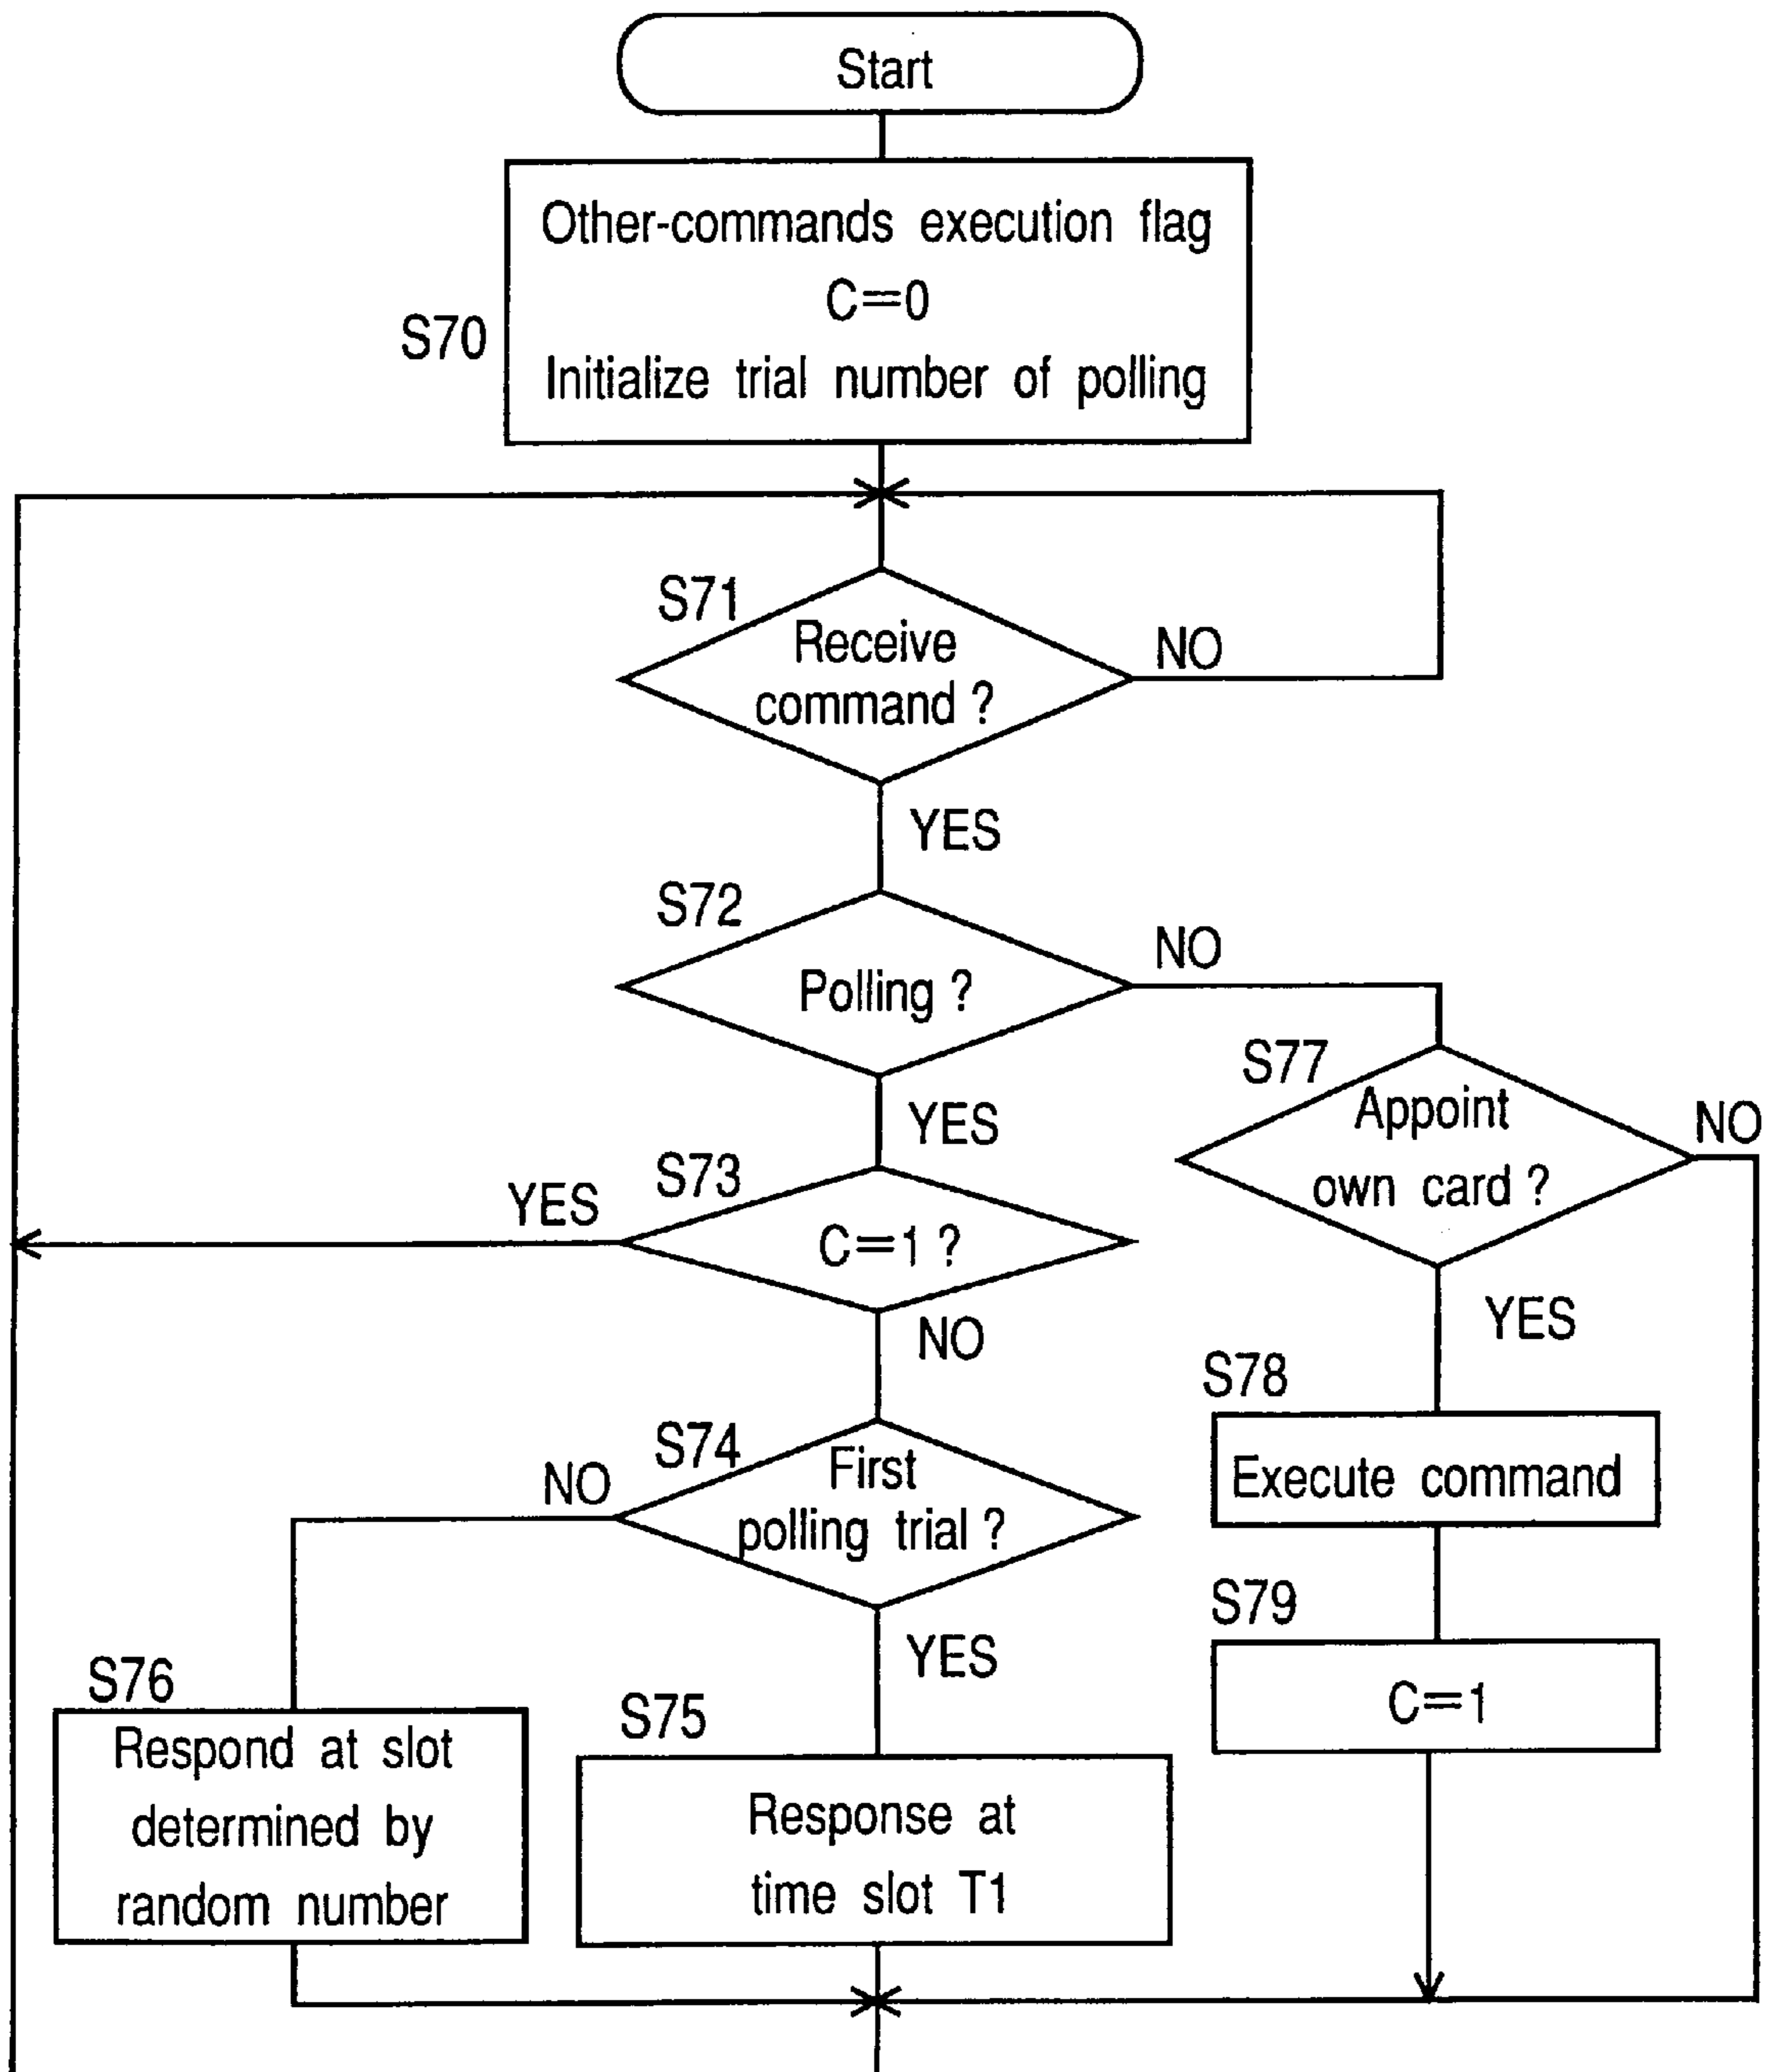 Start
Other-commands execution flag
C=0
S70
Initialize trial number of polling
S71
Receive
command ?
NO
YES
S72
Polling ?
NO
YES
S77
Appoint
own card ?
NO
YES
S73
YES
C=1 ?
NO
S78
Execute command
S74
First
polling trial ?
NO
YES
S79
C=1
S76
Respond at slot
determined by
random number
S75
Response at
time slot T1